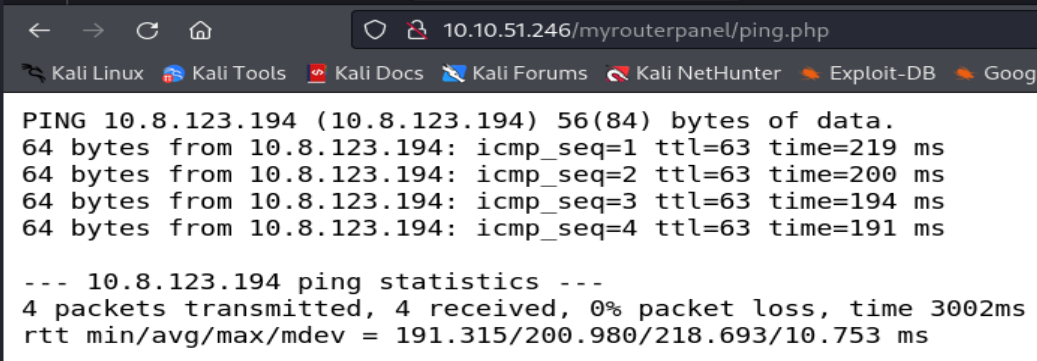 10.10.51.246/myrouterpanel/ping.php
Kali Linux Kali Tools Kali Docs Kali Forums Kali NetHunter Exploit-DB Goog
PING 10.8.123.194 (10.8.123.194) 56(84) bytes of data.
64 bytes from 10.8.123.194: icmp_seq=1 ttl=63 time=219 ms
64 bytes from 10.8.123.194: icmp_seq=2 ttl=63 time=200 ms
64 bytes from 10.8.123.194: icmp_seq=3 ttl=63 time=194 ms
64 bytes from 10.8.123.194: icmp_seq=4 ttl=63 time=191 ms
--- 10.8.123.194 ping statistics ---
4 packets transmitted, 4 received, 0% packet loss, time 3002ms
rtt min/avg/max/mdev = 191.315/200.980/218.693/10.753 ms